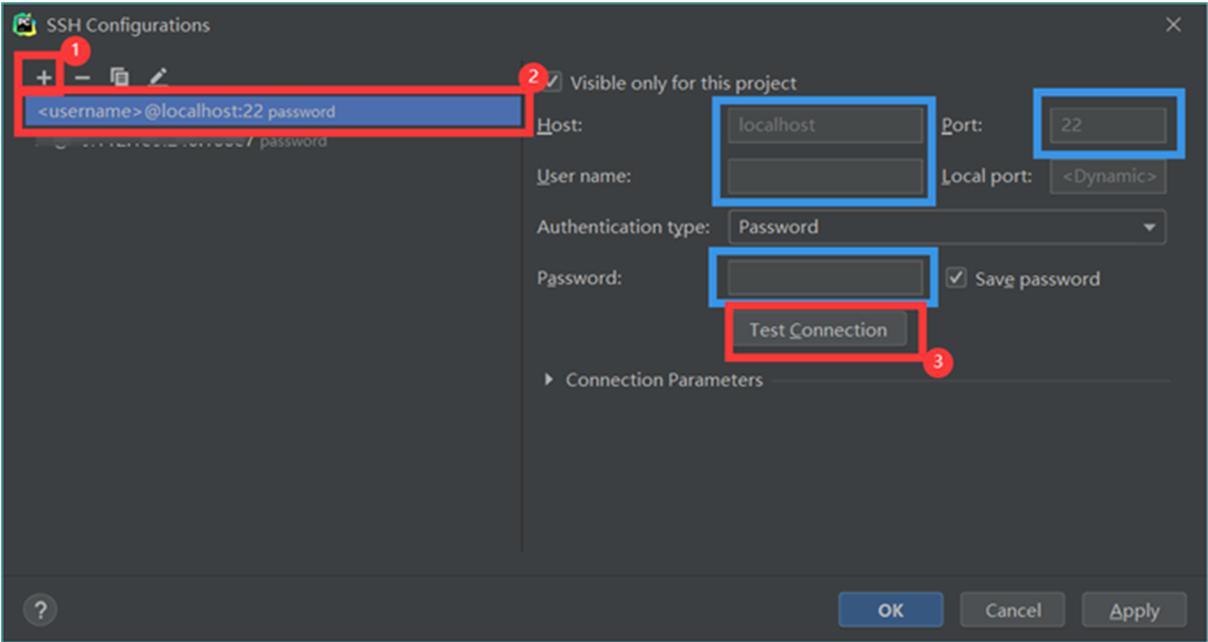 PC
SSH Configurations
1
2
Visible only for this project
<username>@localhost:22 password
password
Host:
localhost
Port:
22
User name:
Local port:
<Dynamic>
Authentication type:
Password
Password:
Save password
Test Connection
3
Connection Parameters
?
OK
Cancel
Apply